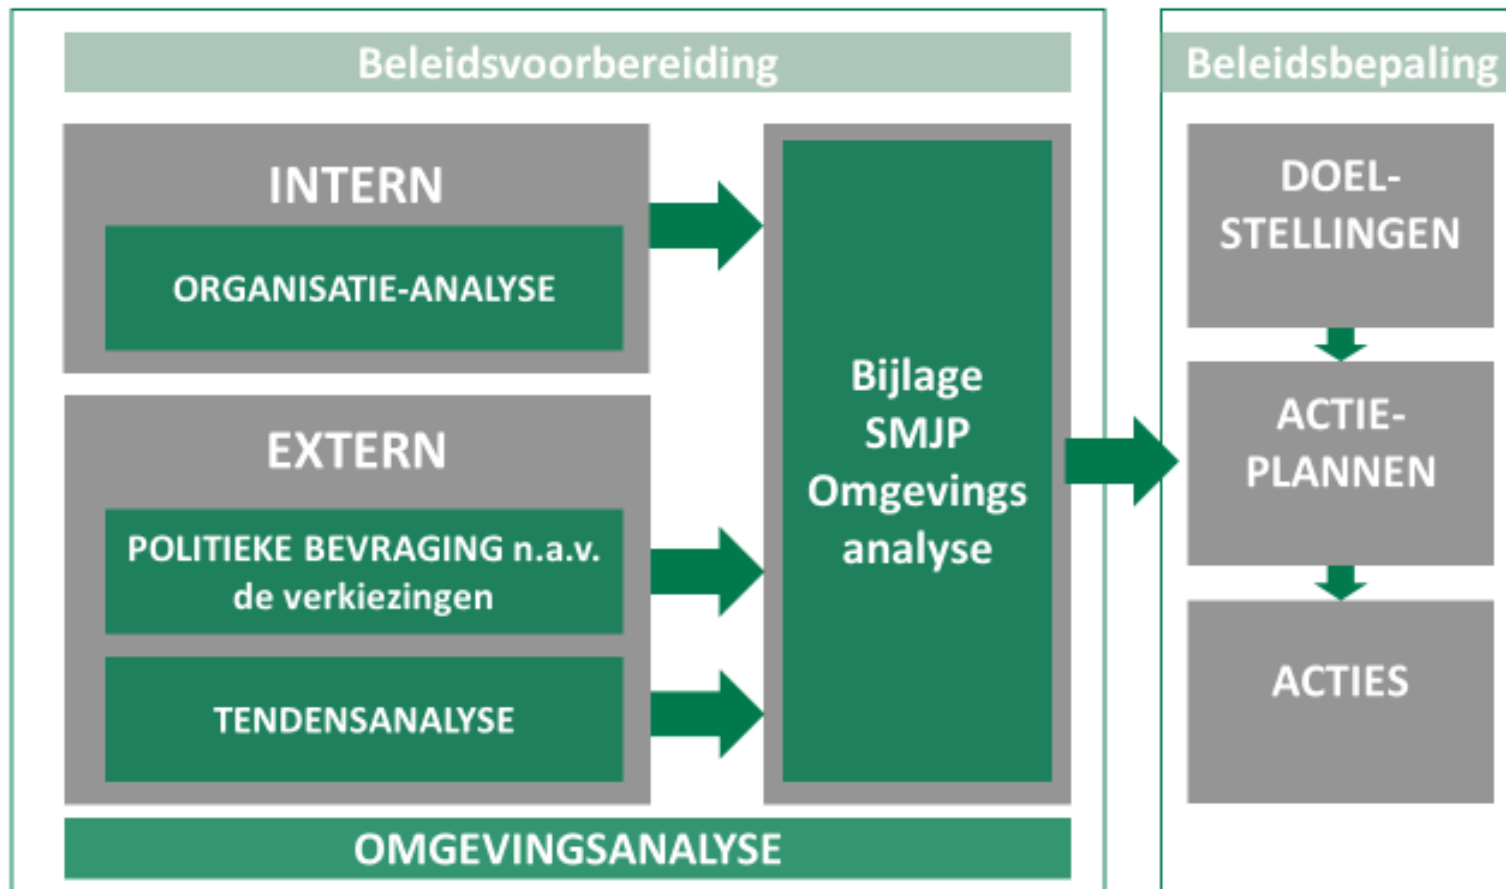 Beleidsvoorbereiding
INTERN
ORGANISATIE-ANALYSE
EXTERN
POLITIEKE BEVRAGING n.a.v.
de verkiezingen
TENDENSANALYSE
Bijlage
SMJP
Omgevings
analyse
OMGEVINGSANALYSE
Beleidsbepaling
DOEL-
STELLINGEN
ACTIE-
PLANNEN
ACTIES